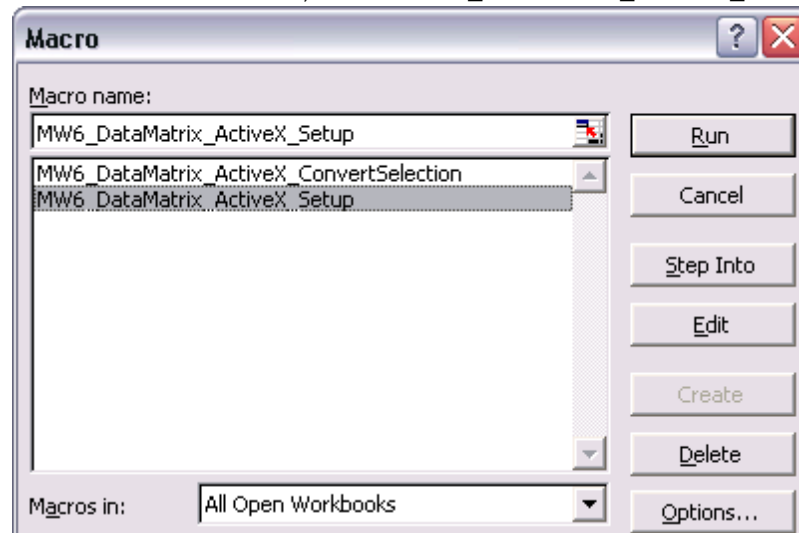 Macro
Macro name:
MW6_DataMatrix_ActiveX_Setup
Run
MW6_DataMatrix_ActiveX_ConvertSelection
MW6_DataMatrix_ActiveX_Setup
Cancel
Step Into
Edit
Create
Delete
Macros in:
All Open Workbooks
Options...